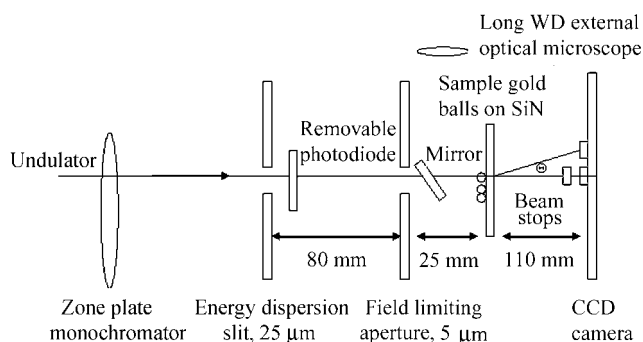 Long WD external
optical microscope
Sample gold
balls on SiN
Removable
photodiode
Mirror
Undulator
Θ
Beam
stops
80 mm
25 mm
110 mm
Zone plate
monochromator
Energy dispersion
slit, 25 μm
Field limiting
aperture, 5 μm
CCD
camera